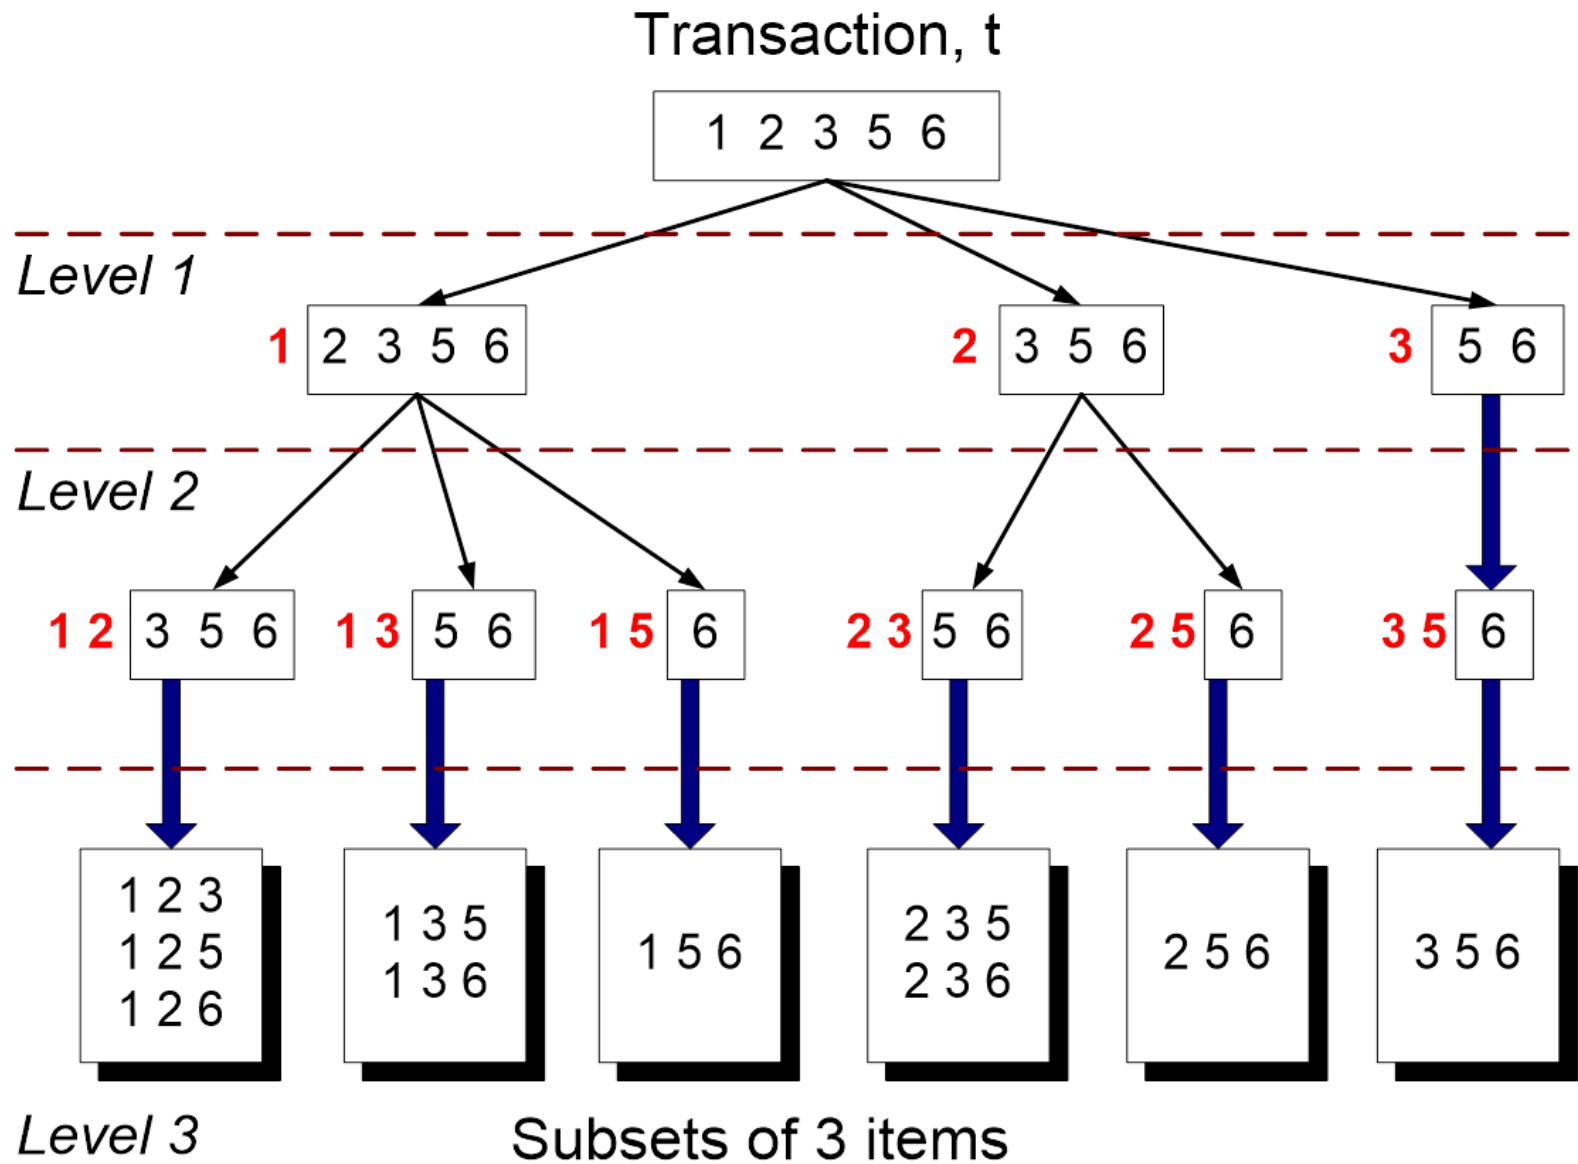 Transaction, t
1 2 3 5 6
Level 1
1 2 3 5 6
2 3 5 6
3 5 6
Level 2
1 2 3 5 6
1 3 5 6
1 5 6
2 3 5 6
2 5 6
3 5 6
1 2 3
1 2 5
1 2 6
1 3 5
1 3 6
1 5 6
2 3 5
2 3 6
2 5 6
3 5 6
Level 3
Subsets of 3 items